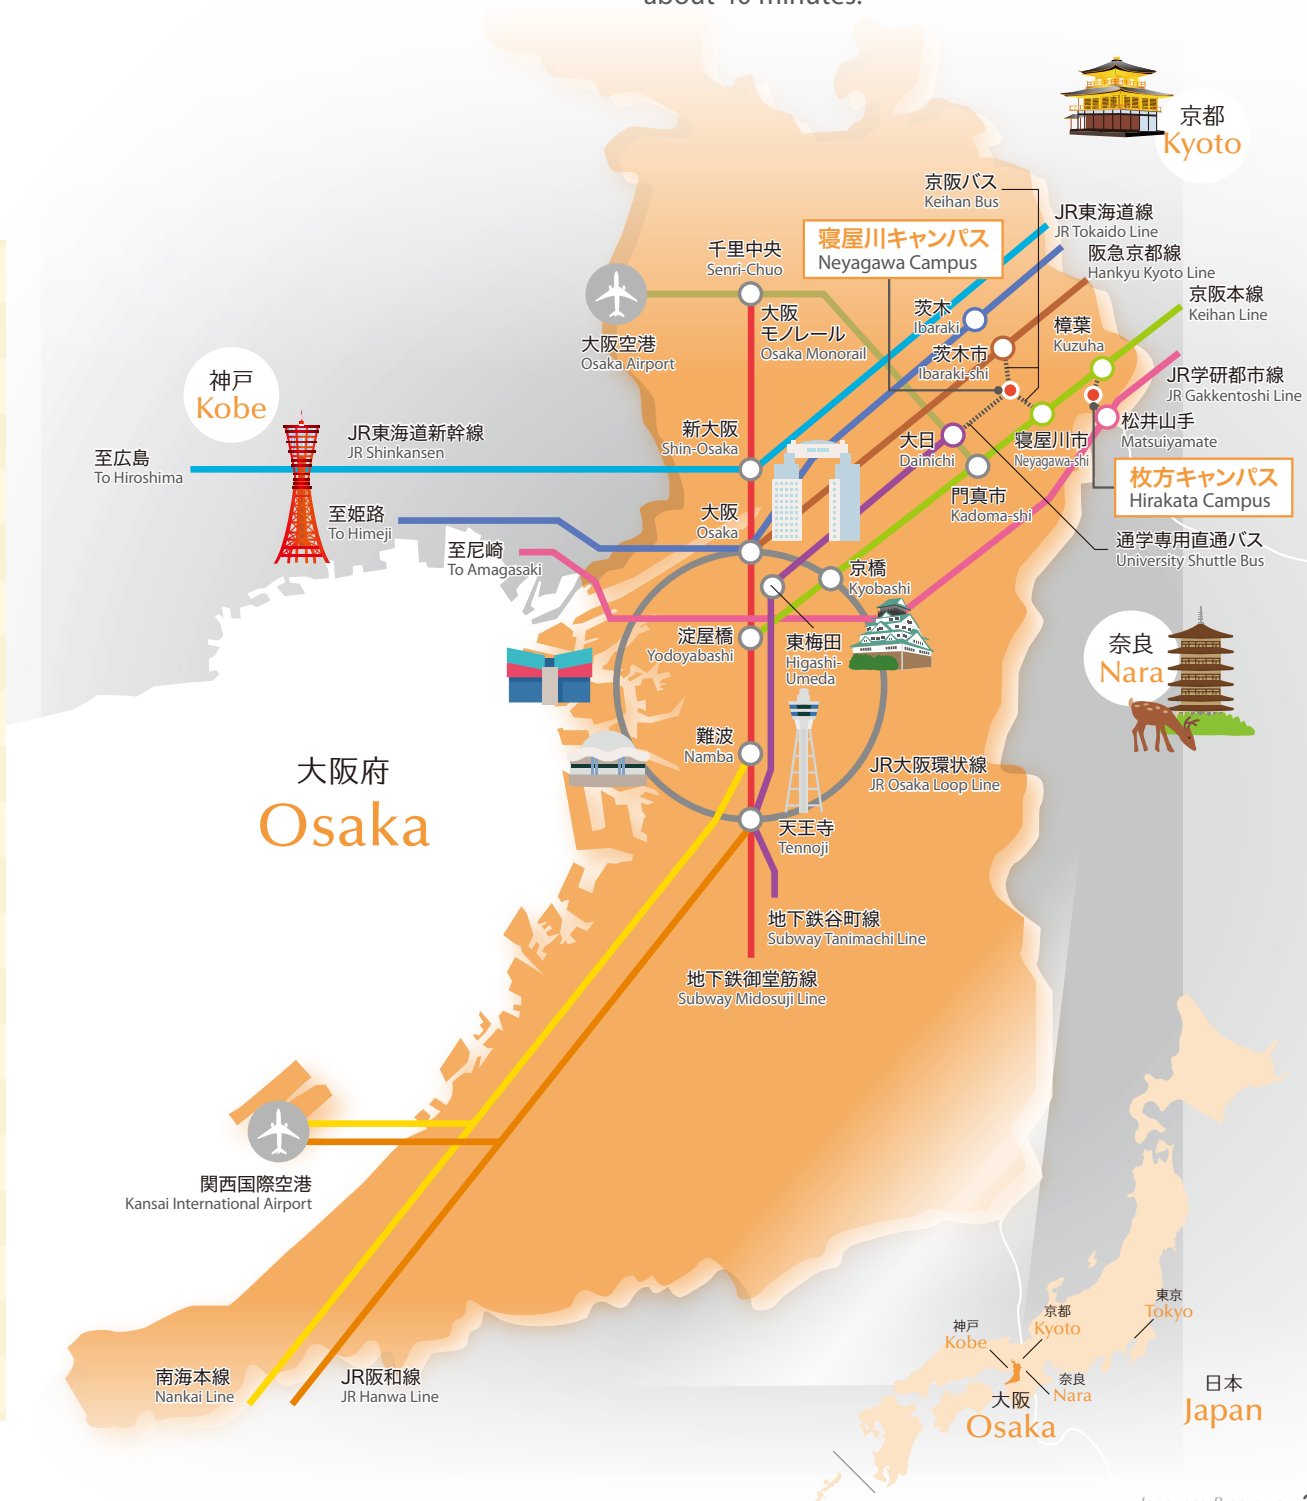 about 40 minutes.
京都
Kyoto
京阪バス
Keihan Bus
JR東海道線
JR Tokaido Line
寝屋川キャンパス
Neyagawa Campus
千里中央
Senri-Chuo
阪急京都線
Hankyu Kyoto Line
京阪本線
Keihan Line
大阪
モノレール
Osaka Monorail
茨木
Ibaraki
樟葉
Kuzuha
大阪空港
Osaka Airport
茨木市
Ibaraki-shi
JR学研都市線
JR Gakkentoshi Line
神戸
Kobe
松井山手
Matsuiyamate
JR東海道新幹線
JR Shinkansen
新大阪
Shin-Osaka
大日
Dainichi
寝屋川市
Neyagawa-shi
至広島
To Hiroshima
枚方キャンパス
Hirakata Campus
門真市
Kadoma-shi
至姫路
To Himeji
大阪
Osaka
通学専用直通バス
University Shuttle Bus
至尼崎
To Amagasaki
京橋
Kyobashi
淀屋橋
Yodoyabashi
東梅田
Higashi-
Umeda
奈良
Nara
難波
Namba
大阪府
Osaka
JR大阪環状線
JR Osaka Loop Line
天王寺
Tennoji
地下鉄谷町線
Subway Tanimachi Line
地下鉄御堂筋線
Subway Midosuji Line
関西国際空港
Kansai International Airport
南海本線
Nankai Line
JR阪和線
JR Hanwa Line
東京
Tokyo
京都
Kyoto
神戸
Kobe
奈良
Nara
大阪
Osaka
日本
Japan